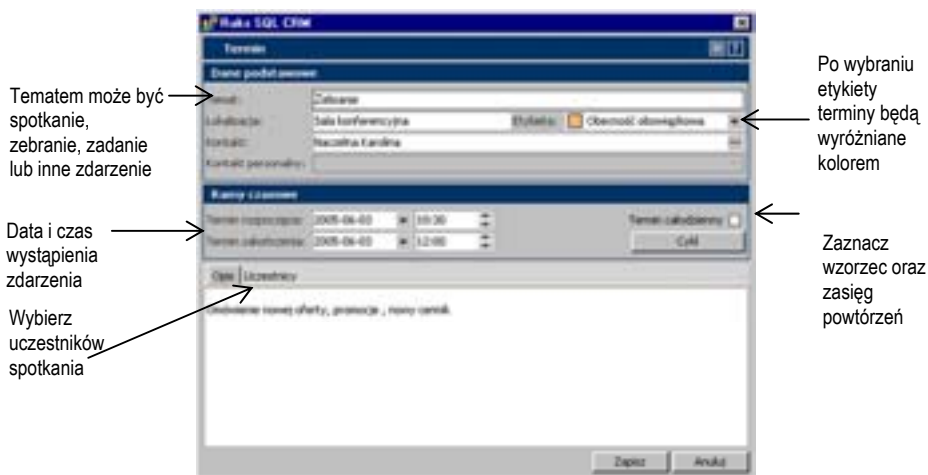 Raks SQL CRM
Termin
Dane podstawowe
Temat: Zebranie
Lokalizacja: Sala konferencyjna Etykieta: Obecność obowiązkowa
Kontakt: Naczelna Karolina
Kontakt personalny:
Ramy czasowe
Termin rozpoczęcia: 2005-06-03 10:30 Termin całodzienny
Termin zakończenia: 2005-06-03 12:00 Cykl
Opis Uczestnicy
Omówienie nowej oferty, promocje , nowy cennik.
Zapisz Anuluj
Tematem może być
spotkanie,
zebranie, zadanie
lub inne zdarzenie
Data i czas
wystąpienia
zdarzenia
Wybierz
uczestników
spotkania
Po wybraniu
etykiety
terminy będą
wyróżniane
kolorem
Zaznacz
wzorzec oraz
zasięg
powtórzeń